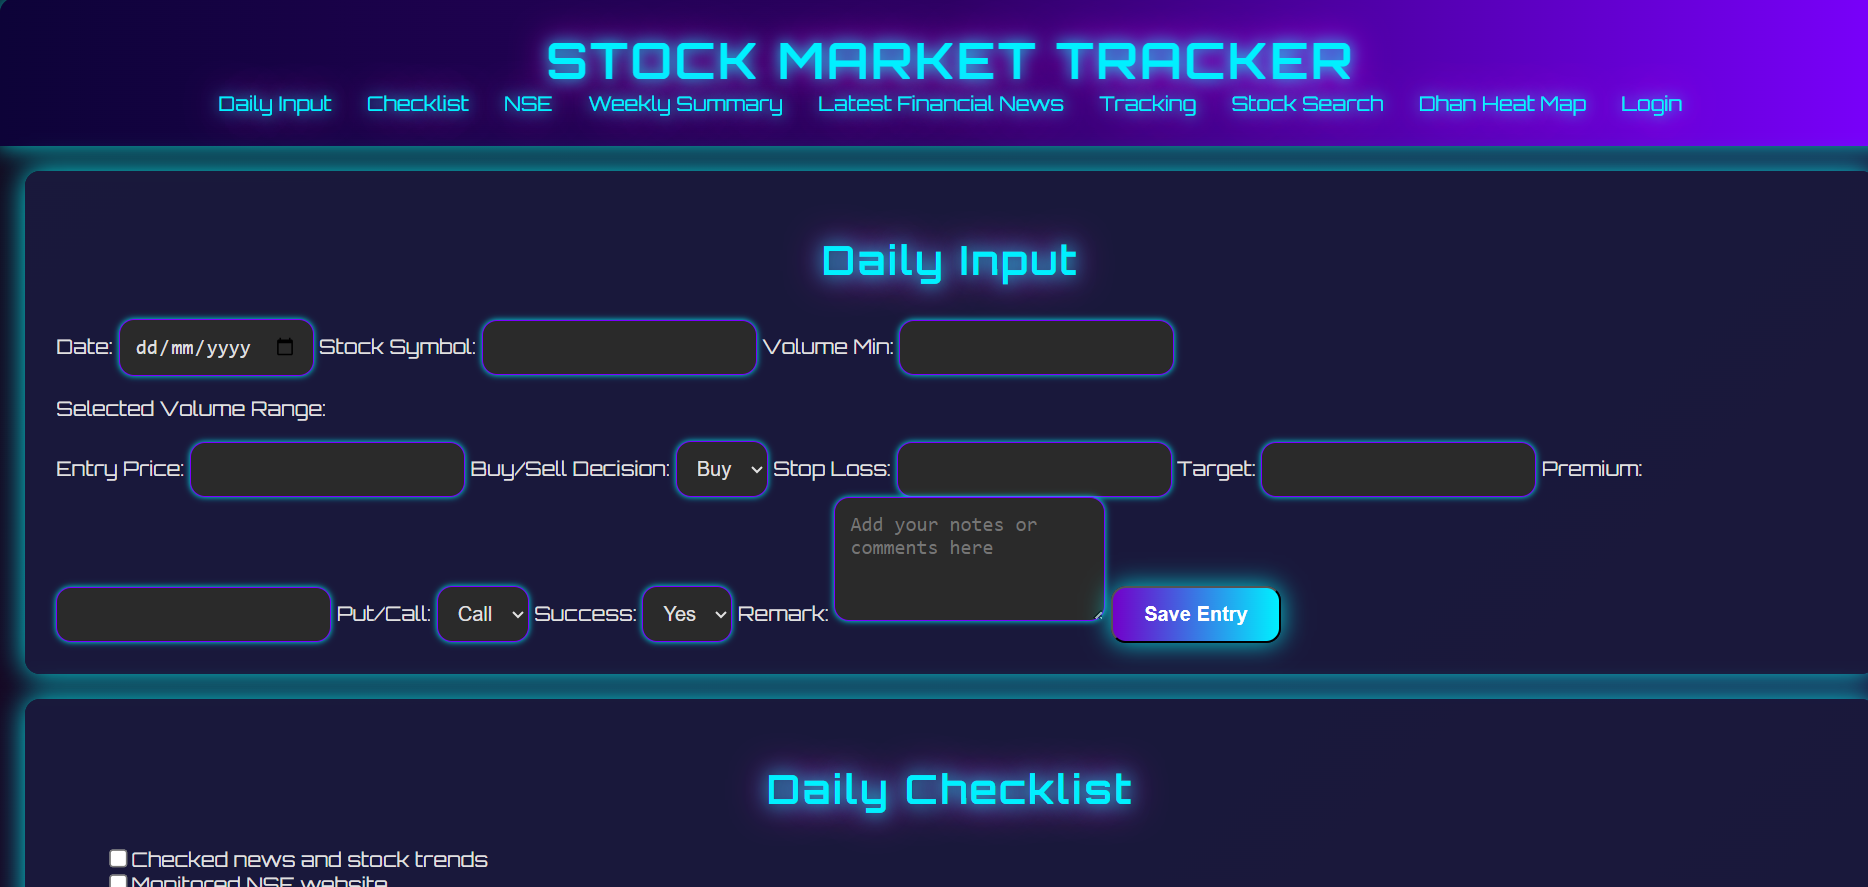 STOCK MARKET TRACKER
Daily Input Checklist NSE Weekly Summary Latest Financial News Tracking Stock Search Dhan Heat Map Login
Daily Input
Date: dd/mm/yyyy Stock Symbol: Volume Min:
Selected Volume Range:
Entry Price: Buy/Sell Decision: Buy Stop Loss: Target: Premium:
Add your notes or
comments here
Put/Call: Call Success: Yes Remark: Save Entry
Daily Checklist
Checked news and stock trends
Monitored NSE website